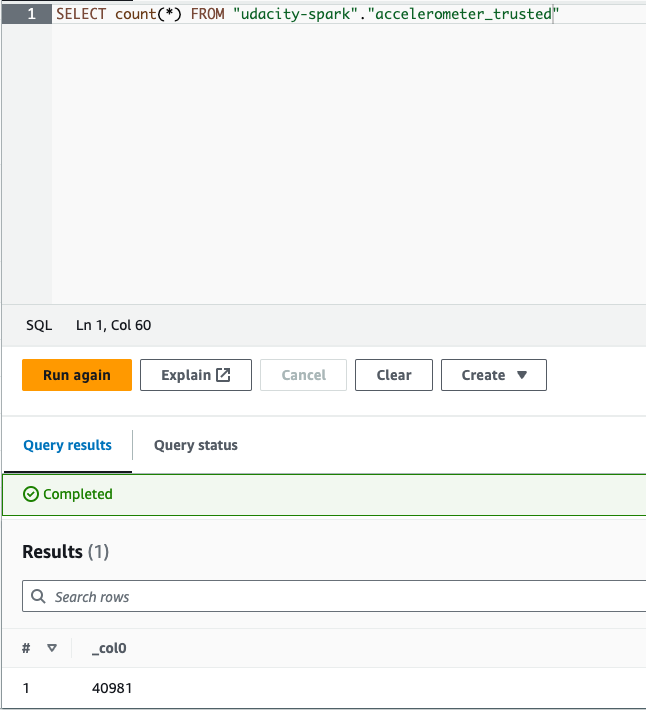 1 SELECT count(*) FROM "udacity-spark"."accelerometer_trusted"
SQL Ln 1, Col 60
Run again Explain Cancel Clear Create
Query results Query status
Completed
Results (1)
Search rows
# _col0
1 40981